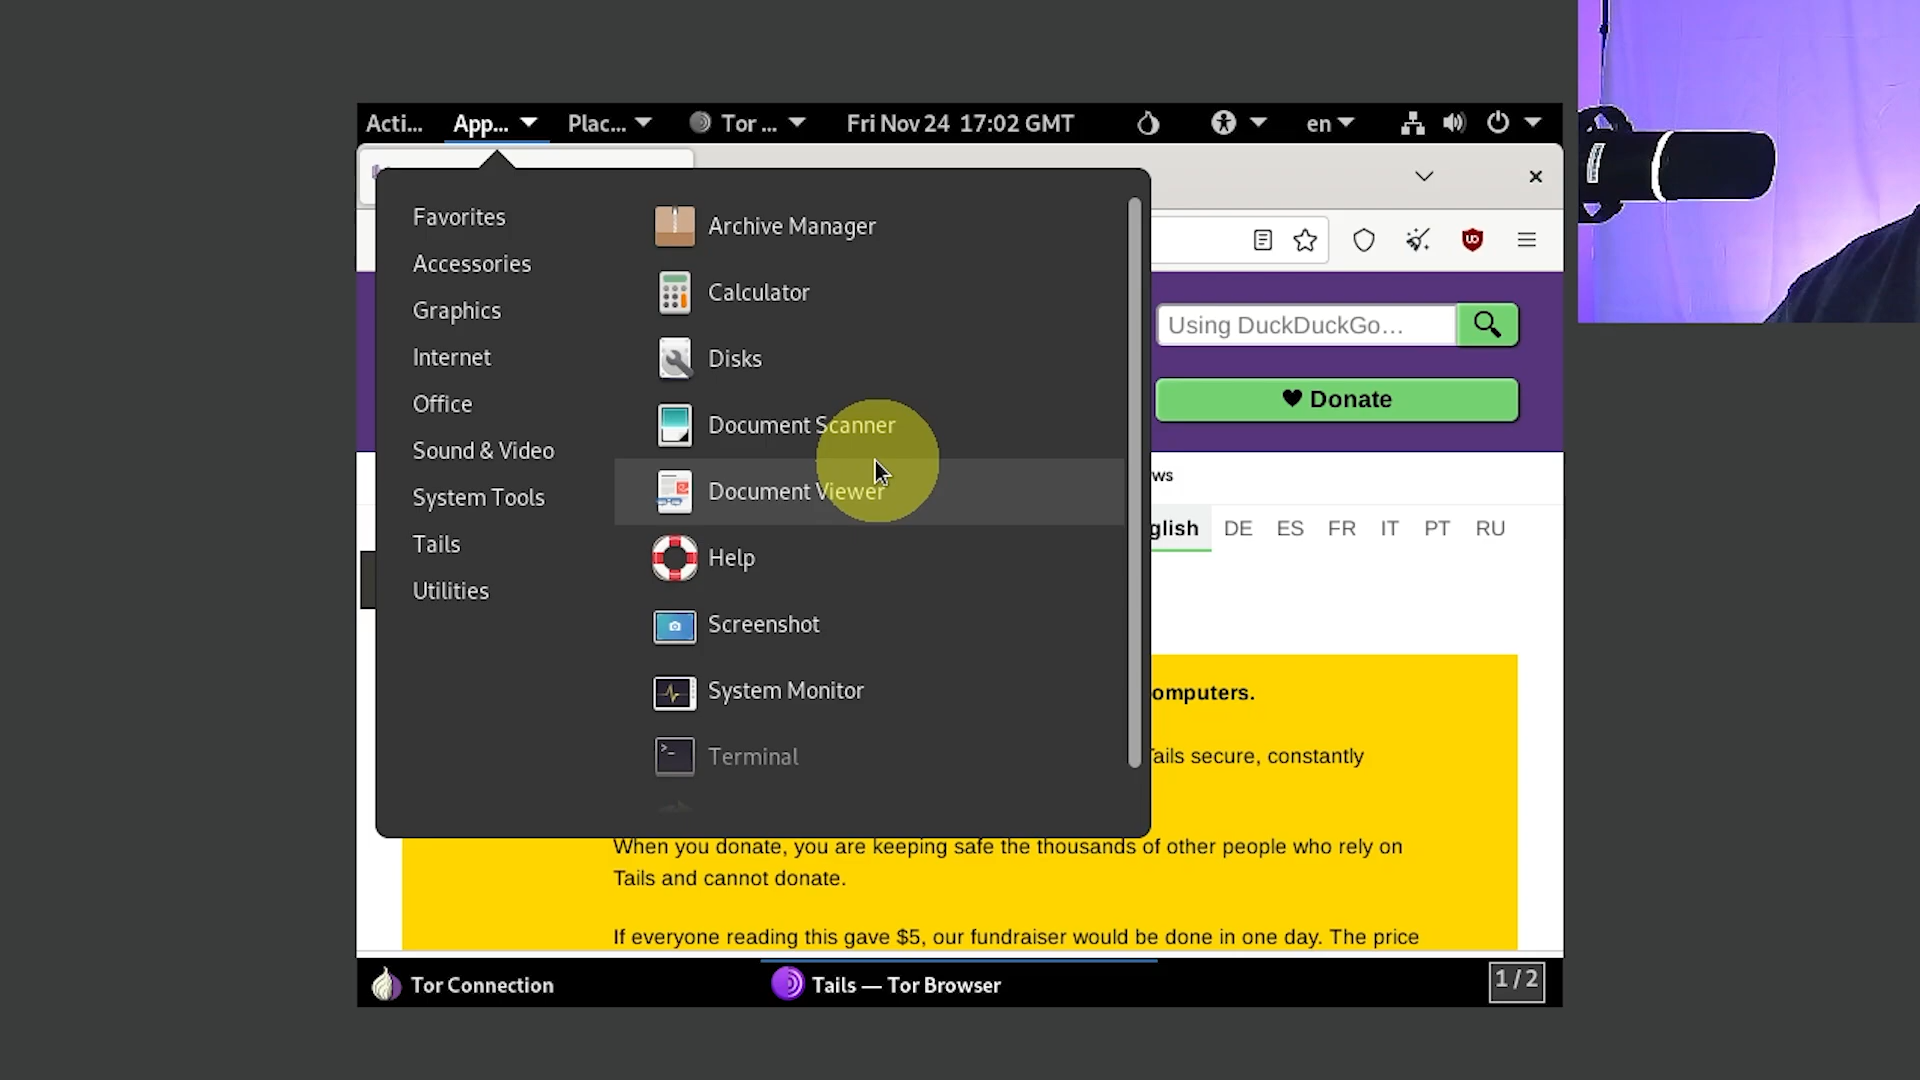 Acti... App... Plac... Tor ... Fri Nov 24 17:02 GMT en
Favorites
Accessories
Graphics
Internet
Office
Sound & Video
System Tools
Tails
Utilities
Archive Manager
Calculator
Disks
Document Scanner
Document Viewer
Help
Screenshot
System Monitor
Terminal
Using DuckDuckGo...
Donate
ws
glish DE ES FR IT PT RU
omputers.
Tails secure, constantly
When you donate, you are keeping safe the thousands of other people who rely on
Tails and cannot donate.
If everyone reading this gave $5, our fundraiser would be done in one day. The price
Tor Connection Tails — Tor Browser 1 / 2